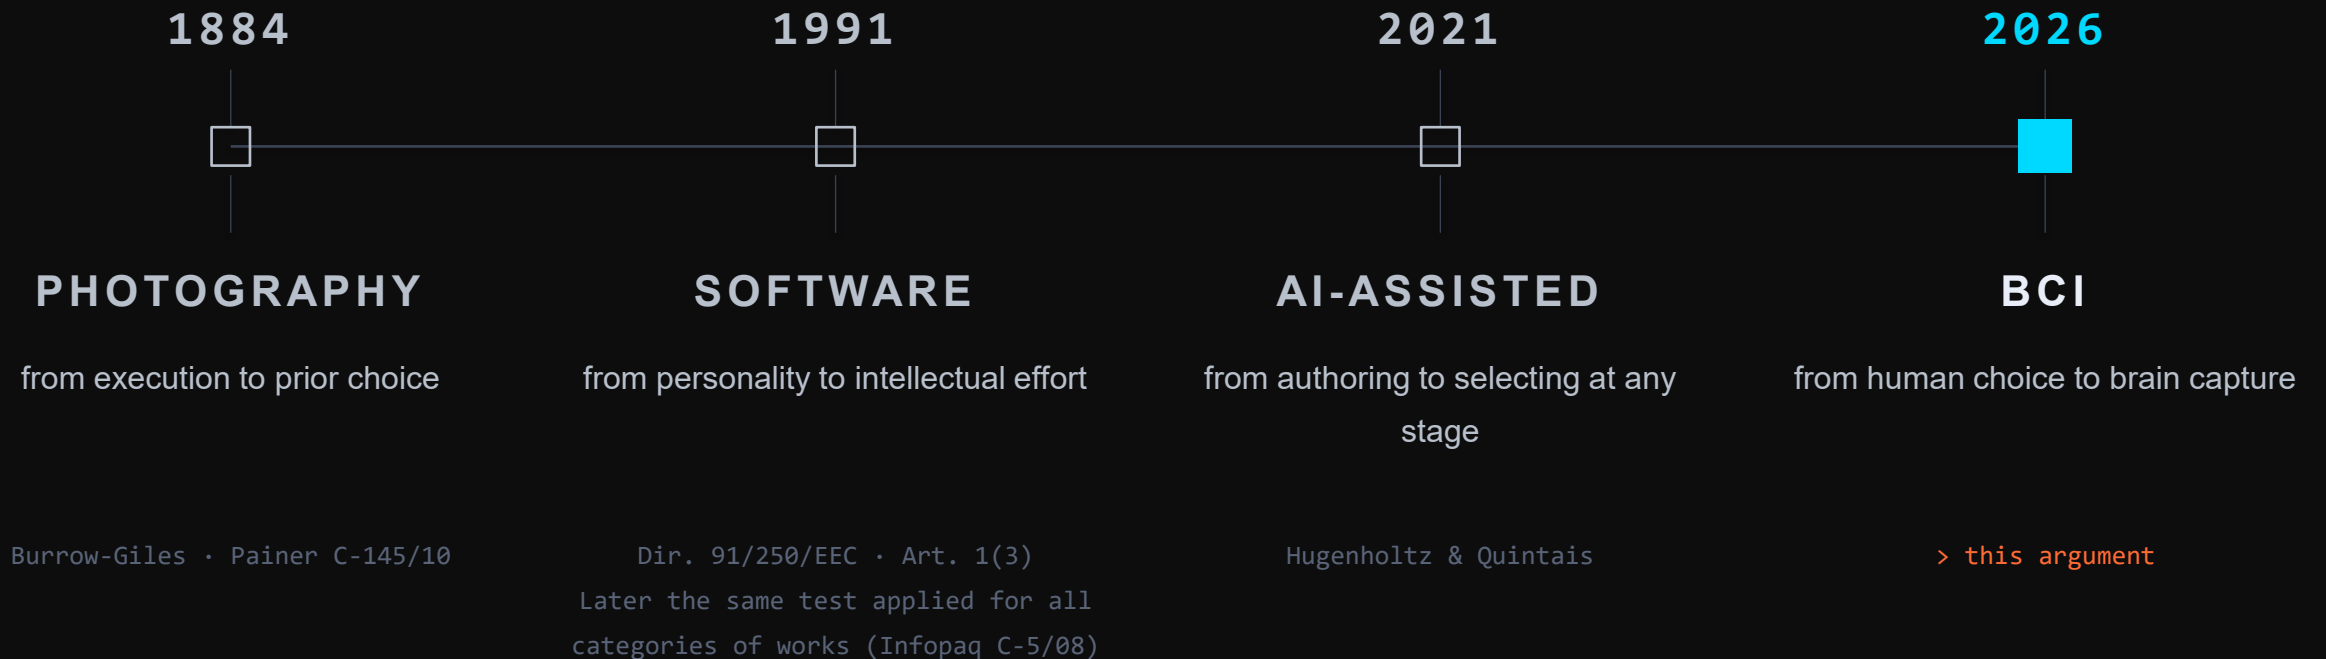 1884
1991
2021
2026
PHOTOGRAPHY
SOFTWARE
AI-ASSISTED
BCI
from execution to prior choice
from personality to intellectual effort
from authoring to selecting at any
stage
from human choice to brain capture
Burrow-Giles · Painer C-145/10
Dir. 91/250/EEC · Art. 1(3)
Later the same test applied for all
categories of works (Infopaq C-5/08)
Hugenholtz & Quintais
> this argument